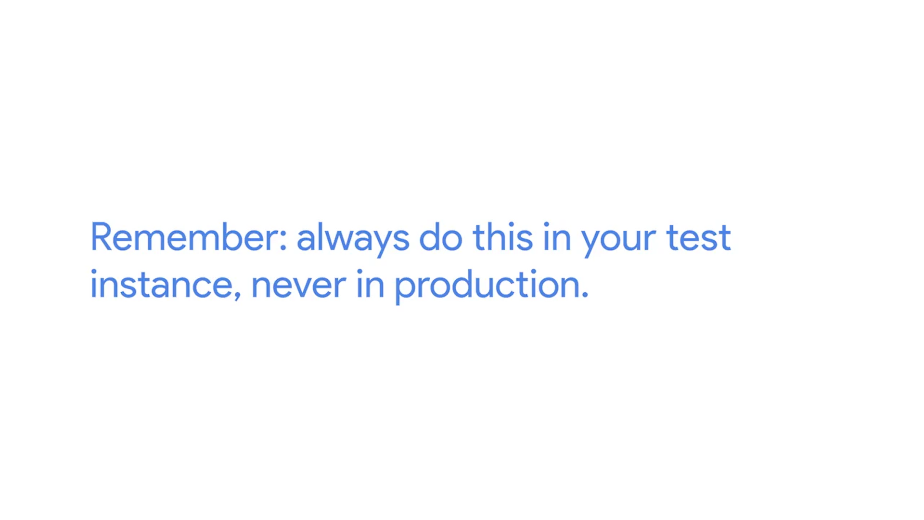 Remember: always do this in your test
instance, never in production.